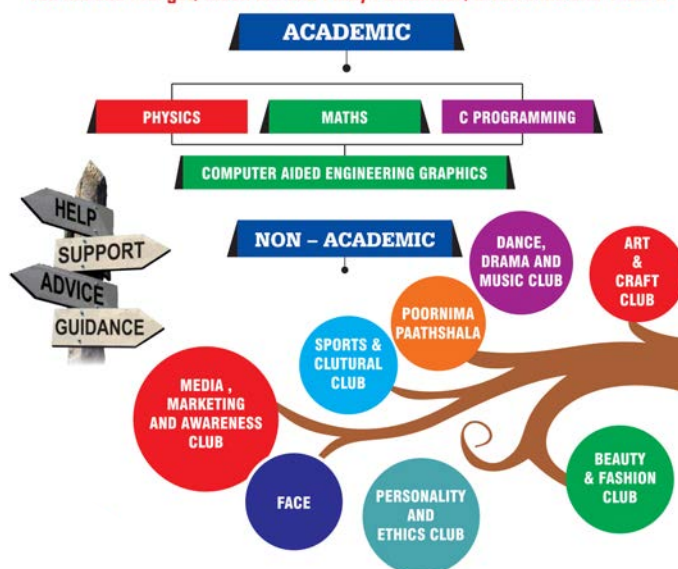 ACADEMIC
PHYSICS
MATHS
C PROGRAMMING
COMPUTER AIDED ENGINEERING GRAPHICS
HELP
SUPPORT
ADVICE
GUIDANCE
NON – ACADEMIC
DANCE,
DRAMA AND
MUSIC CLUB
ART
&
CRAFT
CLUB
POORNIMA
PAATHSHALA
SPORTS &
CLUTURAL
CLUB
MEDIA ,
MARKETING
AND AWARENESS
CLUB
FACE
PERSONALITY
AND
ETHICS CLUB
BEAUTY
& FASHION
CLUB